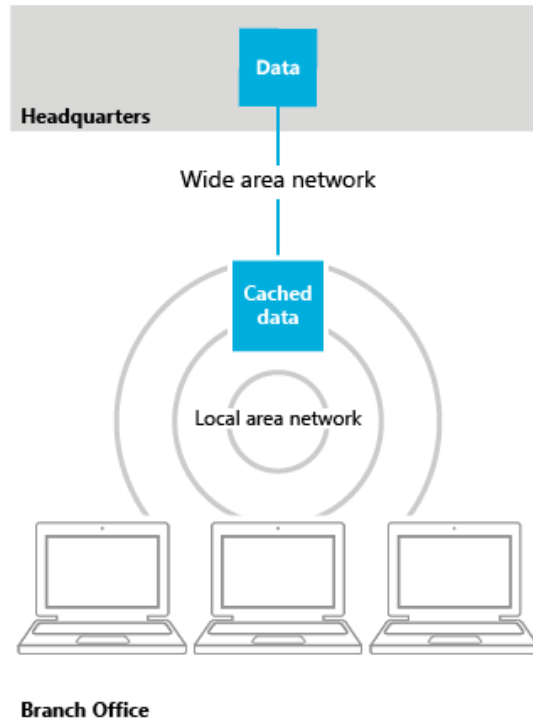 Data
Headquarters
Wide area network
Cached
data
Local area network
Branch Office